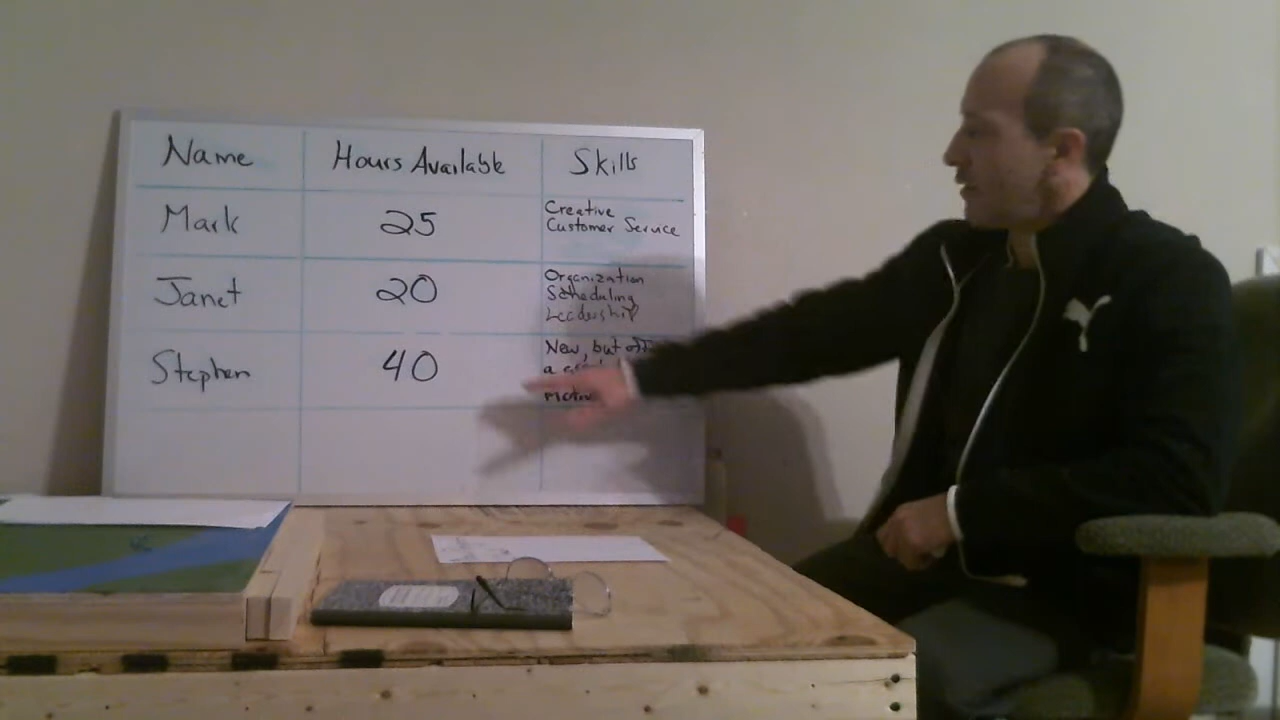 Name Hours Available Skills
Mark 25 Creative
Customer Service
Janet 20 Organization
Scheduling
Leadership
Stephen 40 New, but
a